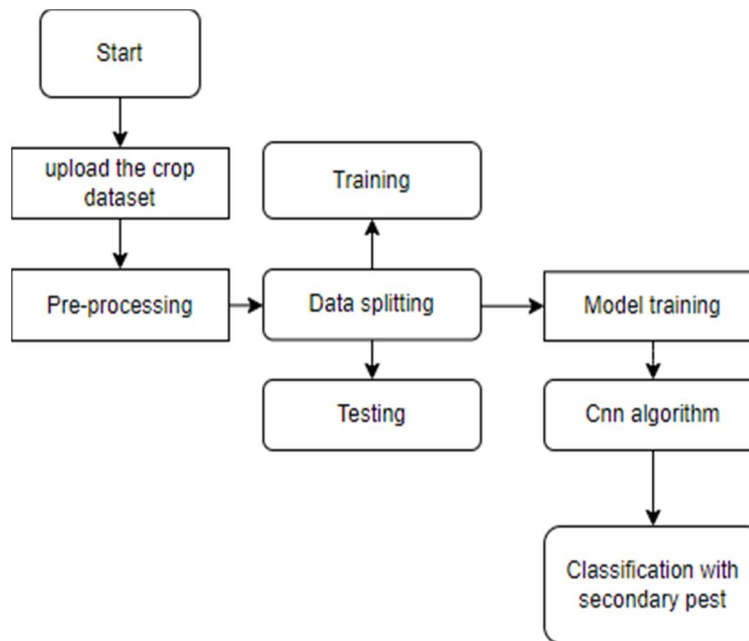 Start
upload the crop
dataset
Training
Pre-processing
Data splitting
Model training
Testing
Cnn algorithm
Classification with
secondary pest